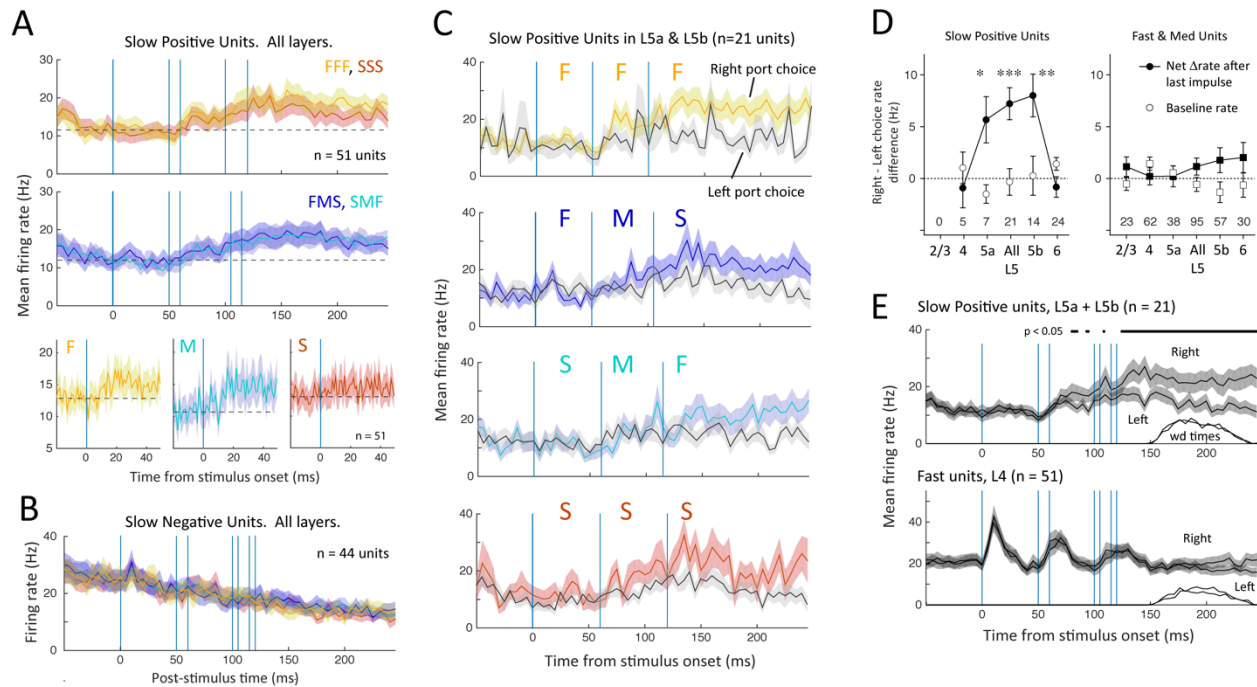 A
Slow Positive Units. All layers.
FFF, SSS
30
20
10
0
n = 51 units
FMS, SMF
30
20
10
0
0
50
100
150
200
Mean firing rate (Hz)
F
M
S
20
15
10
5
n = 51
0
20
40
0
20
40
0
20
40
Time from stimulus onset (ms)
B
Slow Negative Units. All layers.
n = 44 units
40
20
0
Firing rate (Hz)
0
50
100
150
200
Post-stimulus time (ms)
C
Slow Positive Units in L5a & L5b (n=21 units)
F F F
Right port choice
Left port choice
40
20
0
F M S
40
20
0
S M F
40
20
0
S S S
40
20
0
Mean firing rate (Hz)
0
50
100
150
200
Time from stimulus onset (ms)
D
Slow Positive Units
Fast & Med Units
* *** **
Net Δrate after
last impulse
Baseline rate
Right - Left choice rate
difference (Hz)
10
5
0
0 5 7 21 14 24
2/3 4 5a All 5b 6
L5
10
5
0
23 62 38 95 57 30
2/3 4 5a All 5b 6
L5
E
Slow Positive units, L5a + L5b (n = 21)
p < 0.05
Right
Left
wd times
40
20
0
0
50
100
150
200
Fast units, L4 (n = 51)
Right
Left
40
20
0
Mean firing rate (Hz)
0
50
100
150
200
Time from stimulus onset (ms)